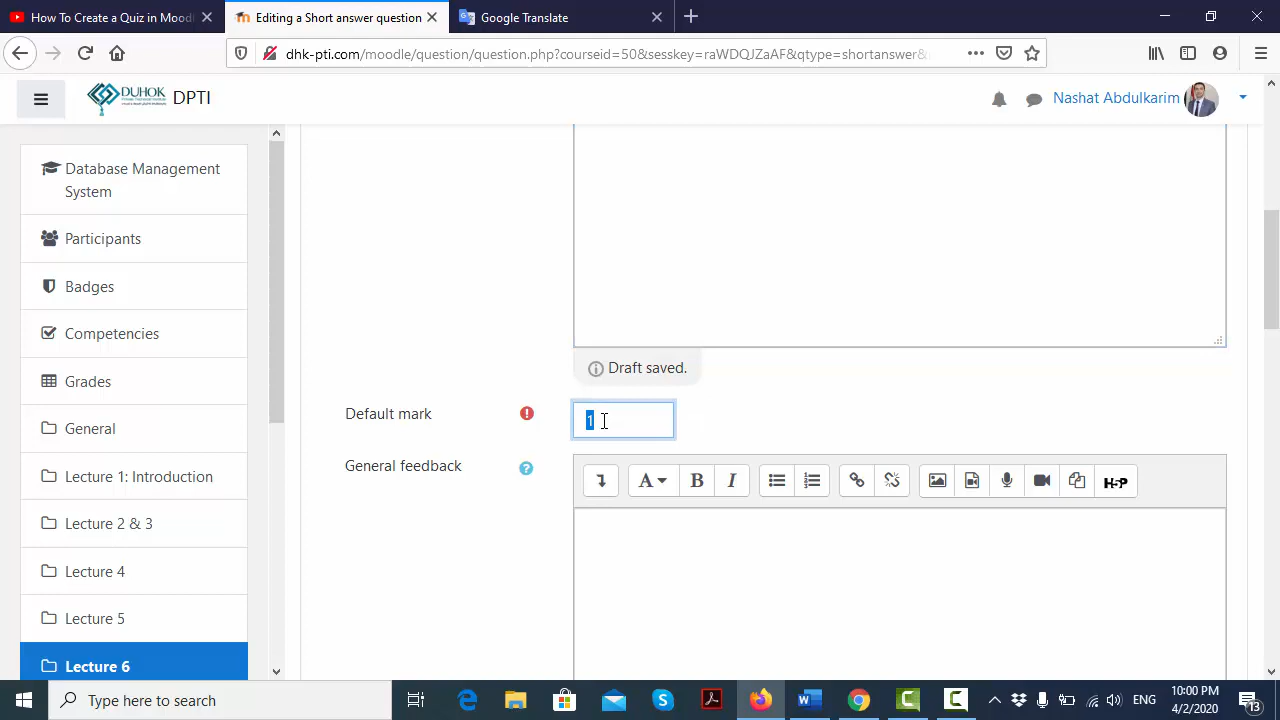 How To Create a Quiz in Mood
Editing a Short answer question
Google Translate
dhk-pti.com/moodle/question/question.php?courseid=50&sesskey=raWDQJZaAF&qtype=shortanswer&
DUHOK
DPTI
Nashat Abdulkarim
Database Management
System
Participants
Badges
Competencies
Grades
General
Lecture 1: Introduction
Lecture 2 & 3
Lecture 4
Lecture 5
Lecture 6
Draft saved.
Default mark
1
General feedback
A
B
I
H-P
Type here to search
ENG
10:00 PM
4/2/2020
13